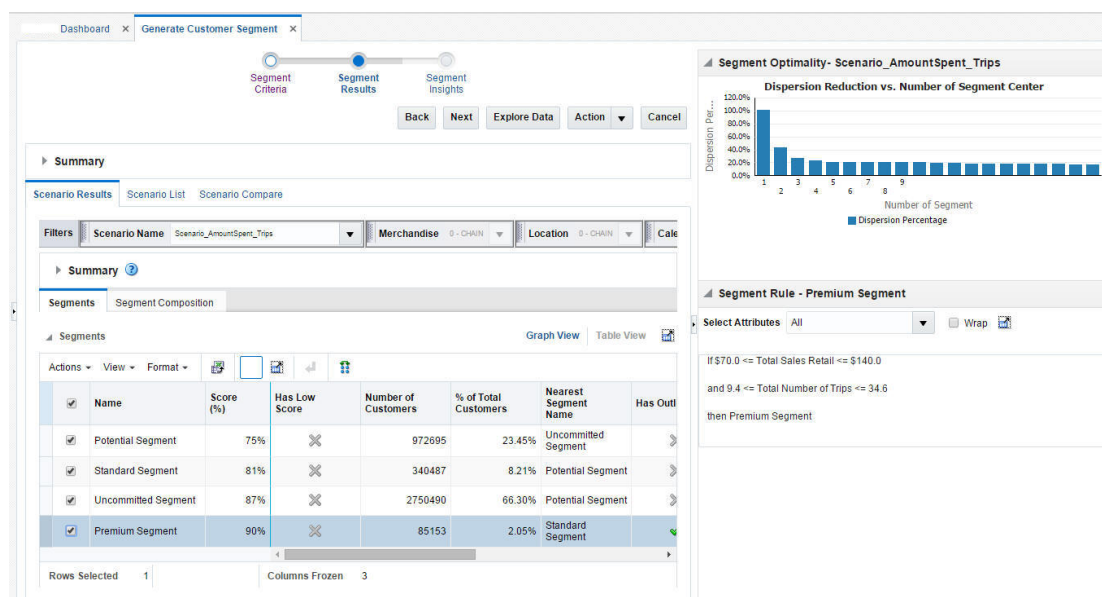 Dashboard × Generate Customer Segment ×
Segment Criteria
Segment Results
Segment Insights
Back Next Explore Data Action Cancel
Summary
Scenario Results Scenario List Scenario Compare
Filters Scenario Name Scenario_AmountSpent_Trips Merchandise 0 - CHAIN Location 0 - CHAIN Cale
Summary ?
Segments Segment Composition
Segments Graph View Table View
Actions View Format
Name Score (%) Has Low Score Number of Customers % of Total Customers Nearest Segment Name Has Outl
Potential Segment 75% 972695 23.45% Uncommitted Segment
Standard Segment 81% 340487 8.21% Potential Segment
Uncommitted Segment 87% 2750490 66.30% Potential Segment
Premium Segment 90% 85153 2.05% Standard Segment
Rows Selected 1 Columns Frozen 3
Segment Optimality- Scenario_AmountSpent_Trips
Dispersion Reduction vs. Number of Segment Center
Dispersion Per...
120.0%
100.0%
80.0%
60.0%
40.0%
20.0%
0.0%
1 3 5 7 9
2 4 6 8
Number of Segment
Dispersion Percentage
Segment Rule - Premium Segment
Select Attributes All Wrap
If $70.0 <= Total Sales Retail <= $140.0
and 9.4 <= Total Number of Trips <= 34.6
then Premium Segment